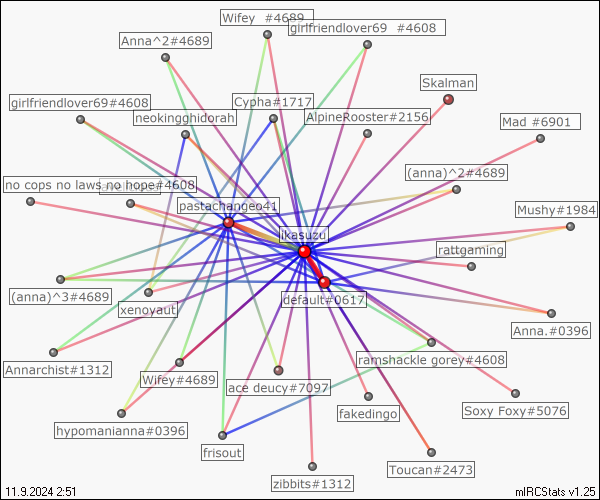 Wifey #4689
girlfriendlover69 #4608
Anna^2#4689
Skalman
girlfriendlover69#4608
Cypha#1717
neokingghidorah
AlpineRooster#2156
Mad #6901
(anna)^2#4689
no cops no laws no hope#4608
pastachangeo41
Mushy#1984
ikasuzu
rattgaming
(anna)^3#4689
xenoyaut
default#0617
Anna.#0396
Annarchist#1312
ramshackle gorey#4608
Wifey#4689
ace deucy#7097
fakedingo
Soxy Foxy#5076
hypomanianna#0396
frisout
Toucan#2473
zibbits#1312
11.9.2024 2:51
mIRCStats v1.25